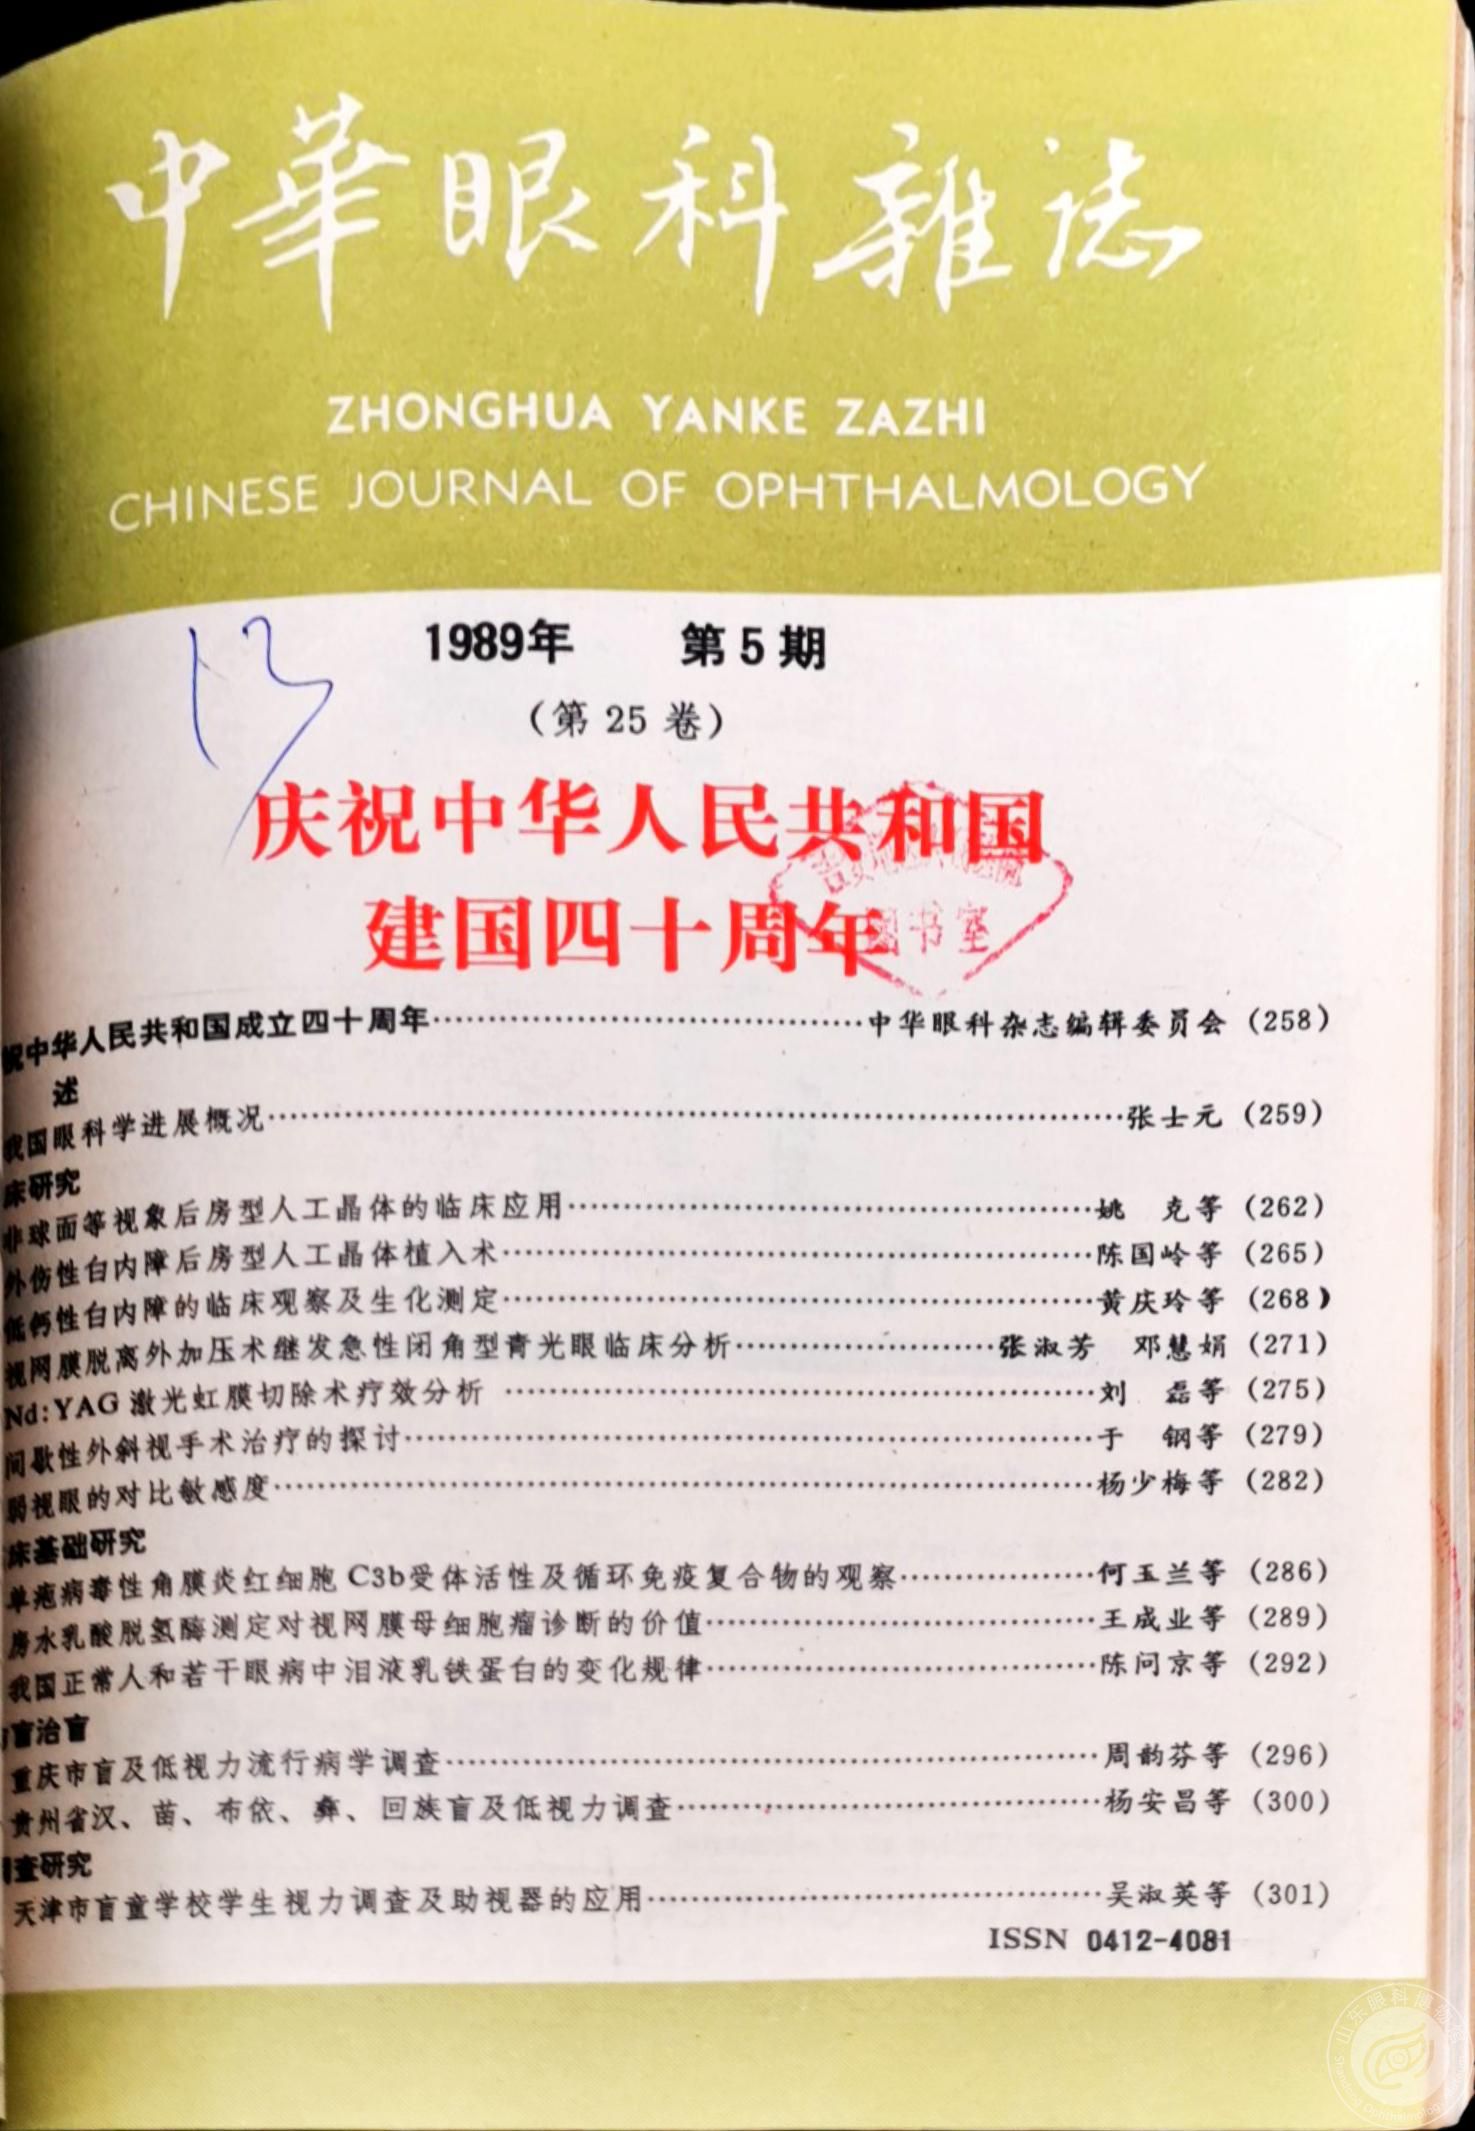 中華眼科雜誌
ZHONGHUA YANKE ZAZHI
CHINESE JOURNAL OF OPHTHALMOLOGY
1989年 第5期
13
（第 25 卷）
庆祝中华人民共和国
建国四十周年
图书室
祝中华人民共和国成立四十周年……中华眼科杂志编辑委员会（258）
述
我国眼科学进展概况……张士元（259）
床研究
非球面等视象后房型人工晶体的临床应用……姚 克等（262）
外伤性白内障后房型人工晶体植入术……陈国岭等（265）
低钙性白内障的临床观察及生化测定……黄庆玲等（268）
视网膜脱离外加压术继发急性闭角型青光眼临床分析……张淑芳 邓慧娟（271）
Nd:YAG 激光虹膜切除术疗效分析……刘 磊等（275）
间歇性外斜视手术治疗的探讨……于 钢等（279）
弱视眼的对比敏感度……杨少梅等（282）
床基础研究
单疱病毒性角膜炎红细胞 C3b受体活性及循环免疫复合物的观察……何玉兰等（286）
房水乳酸脱氢酶测定对视网膜母细胞瘤诊断的价值……王成业等（289）
我国正常人和若干眼病中泪液乳铁蛋白的变化规律……陈问京等（292）
盲治盲
重庆市盲及低视力流行病学调查……周韵芬等（296）
贵州省汉、苗、布依、彝、回族盲及低视力调查……杨安昌等（300）
查研究
天津市盲童学校学生视力调查及助视器的应用……吴淑英等（301）
ISSN 0412-4081
山东眼科博物馆